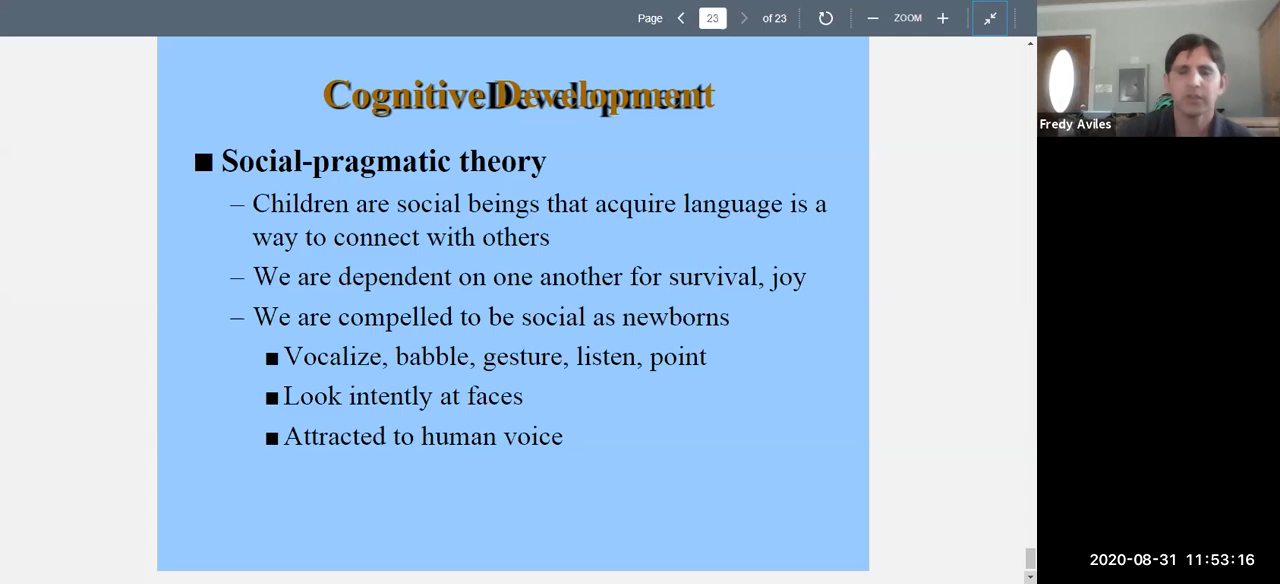 Page 23 of 23 ZOOM
Cognitive Development
Social-pragmatic theory
– Children are social beings that acquire language is a
way to connect with others
– We are dependent on one another for survival, joy
– We are compelled to be social as newborns
Vocalize, babble, gesture, listen, point
Look intently at faces
Attracted to human voice
Fredy Aviles
2020-08-31 11:53:16